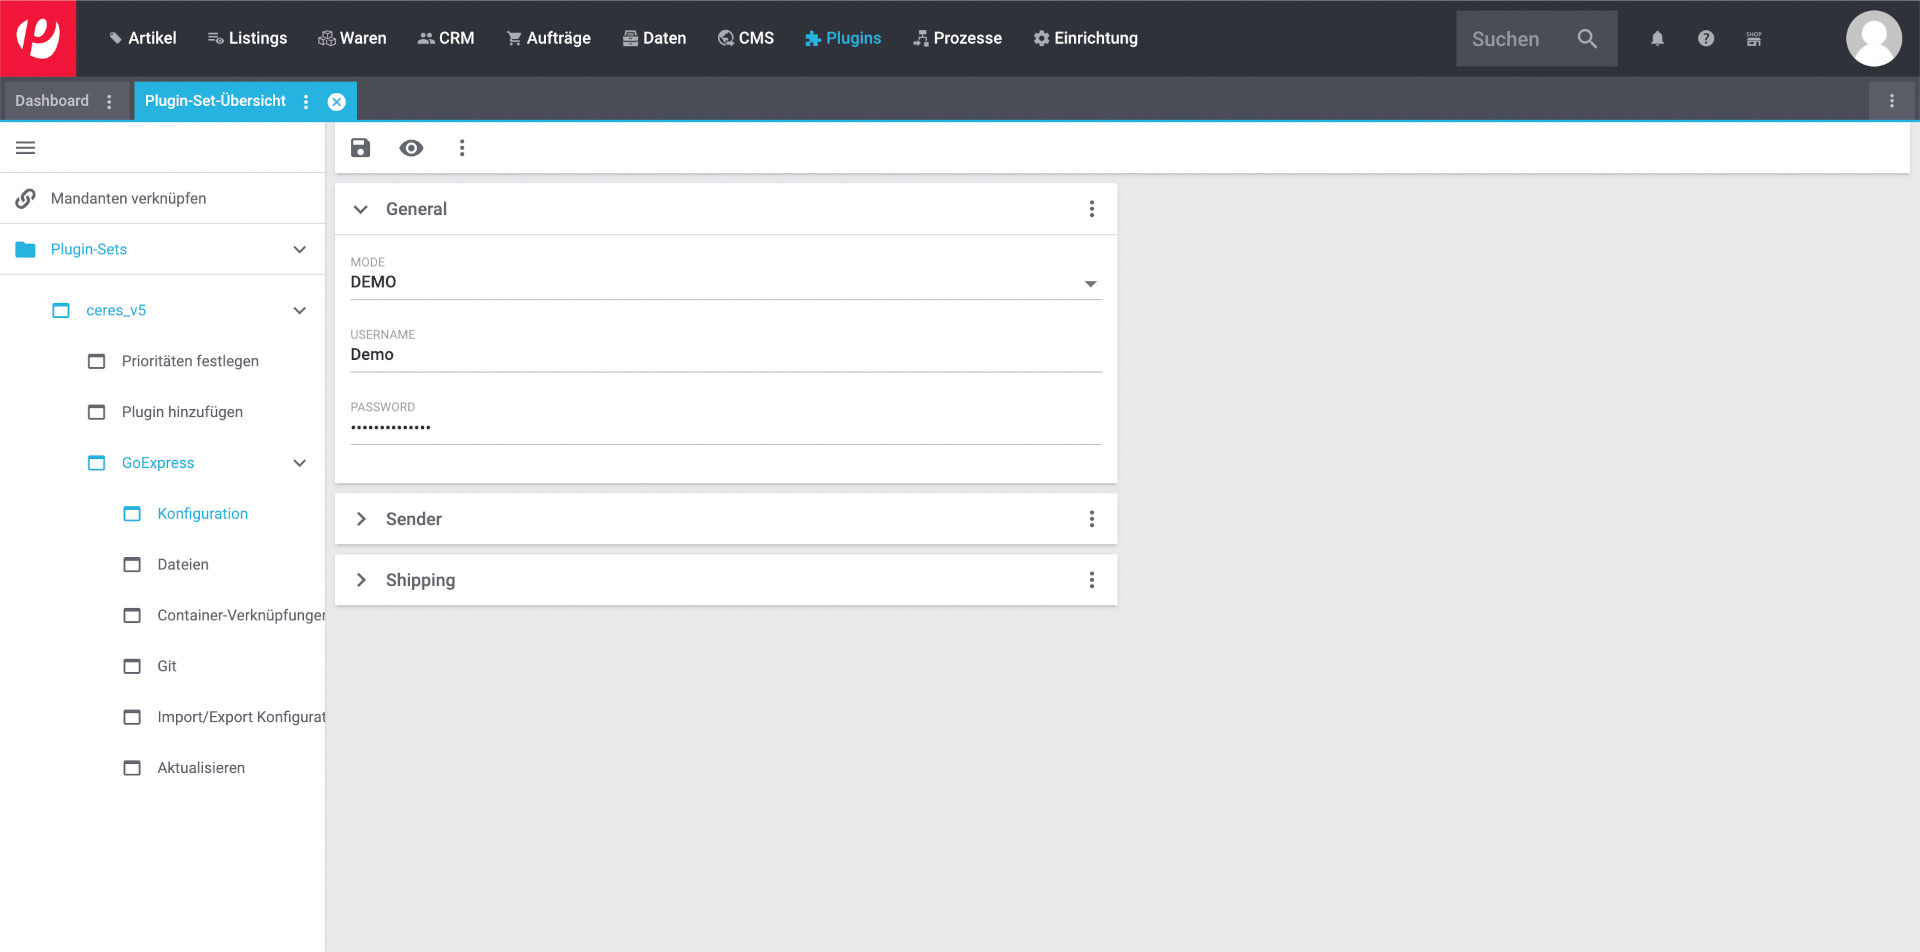 Artikel Listings Waren CRM Aufträge Daten CMS Plugins Prozesse Einrichtung Suchen SHOP
Dashboard Plugin-Set-Übersicht
Mandanten verknüpfen
Plugin-Sets
ceres_v5
Prioritäten festlegen
Plugin hinzufügen
GoExpress
Konfiguration
Dateien
Container-Verknüpfungen
Git
Import/Export Konfigurat
Aktualisieren
General
MODE
DEMO
USERNAME
Demo
PASSWORD
••••••••••••••
Sender
Shipping